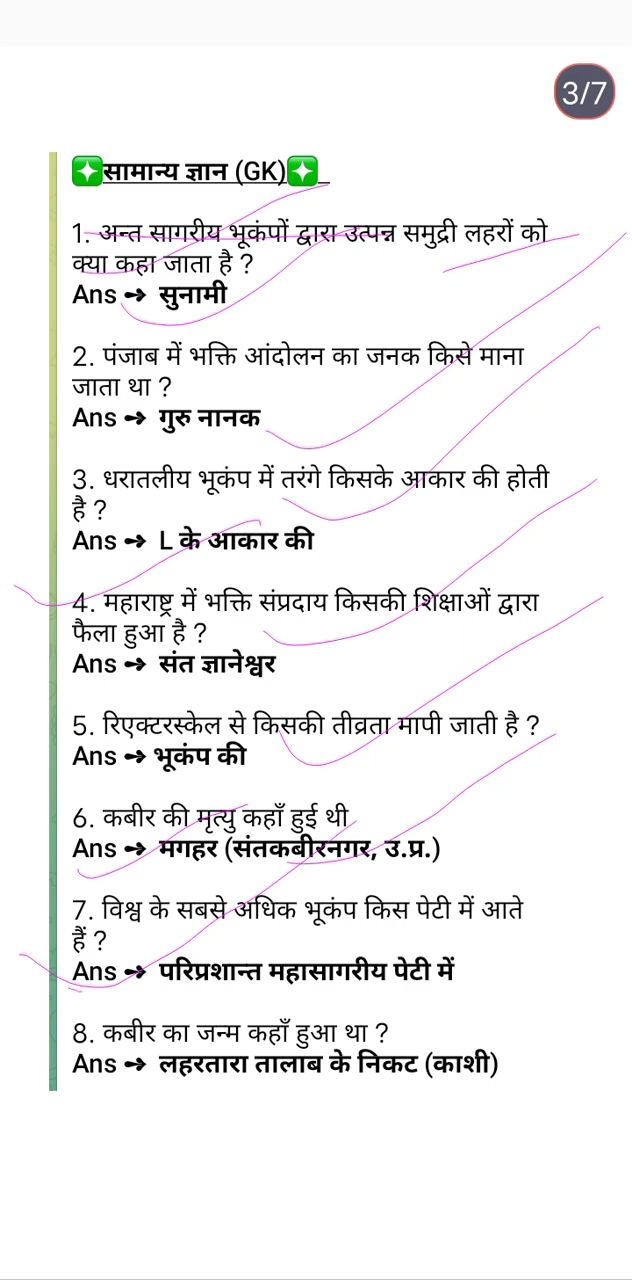 3/7
✨सामान्य ज्ञान (GK)✨
1. अन्त सागरीय भूकंपों द्वारा उत्पन्न समुद्री लहरों को
क्या कहा जाता है ?
Ans ➻ सुनामी
2. पंजाब में भक्ति आंदोलन का जनक किसे माना
जाता था ?
Ans ➻ गुरु नानक
3. धरातलीय भूकंप में तरंगे किसके आकार की होती
है ?
Ans ➻ L के आकार की
4. महाराष्ट्र में भक्ति संप्रदाय किसकी शिक्षाओं द्वारा
फैला हुआ है ?
Ans ➻ संत ज्ञानेश्वर
5. रिएक्टरस्केल से किसकी तीव्रता मापी जाती है ?
Ans ➻ भूकंप की
6. कबीर की मृत्यु कहाँ हुई थी
Ans ➻ मगहर (संतकबीरनगर, उ.प्र.)
7. विश्व के सबसे अधिक भूकंप किस पेटी में आते
हैं ?
Ans ➻ परिप्रशान्त महासागरीय पेटी में
8. कबीर का जन्म कहाँ हुआ था ?
Ans ➻ लहरतारा तालाब के निकट (काशी)